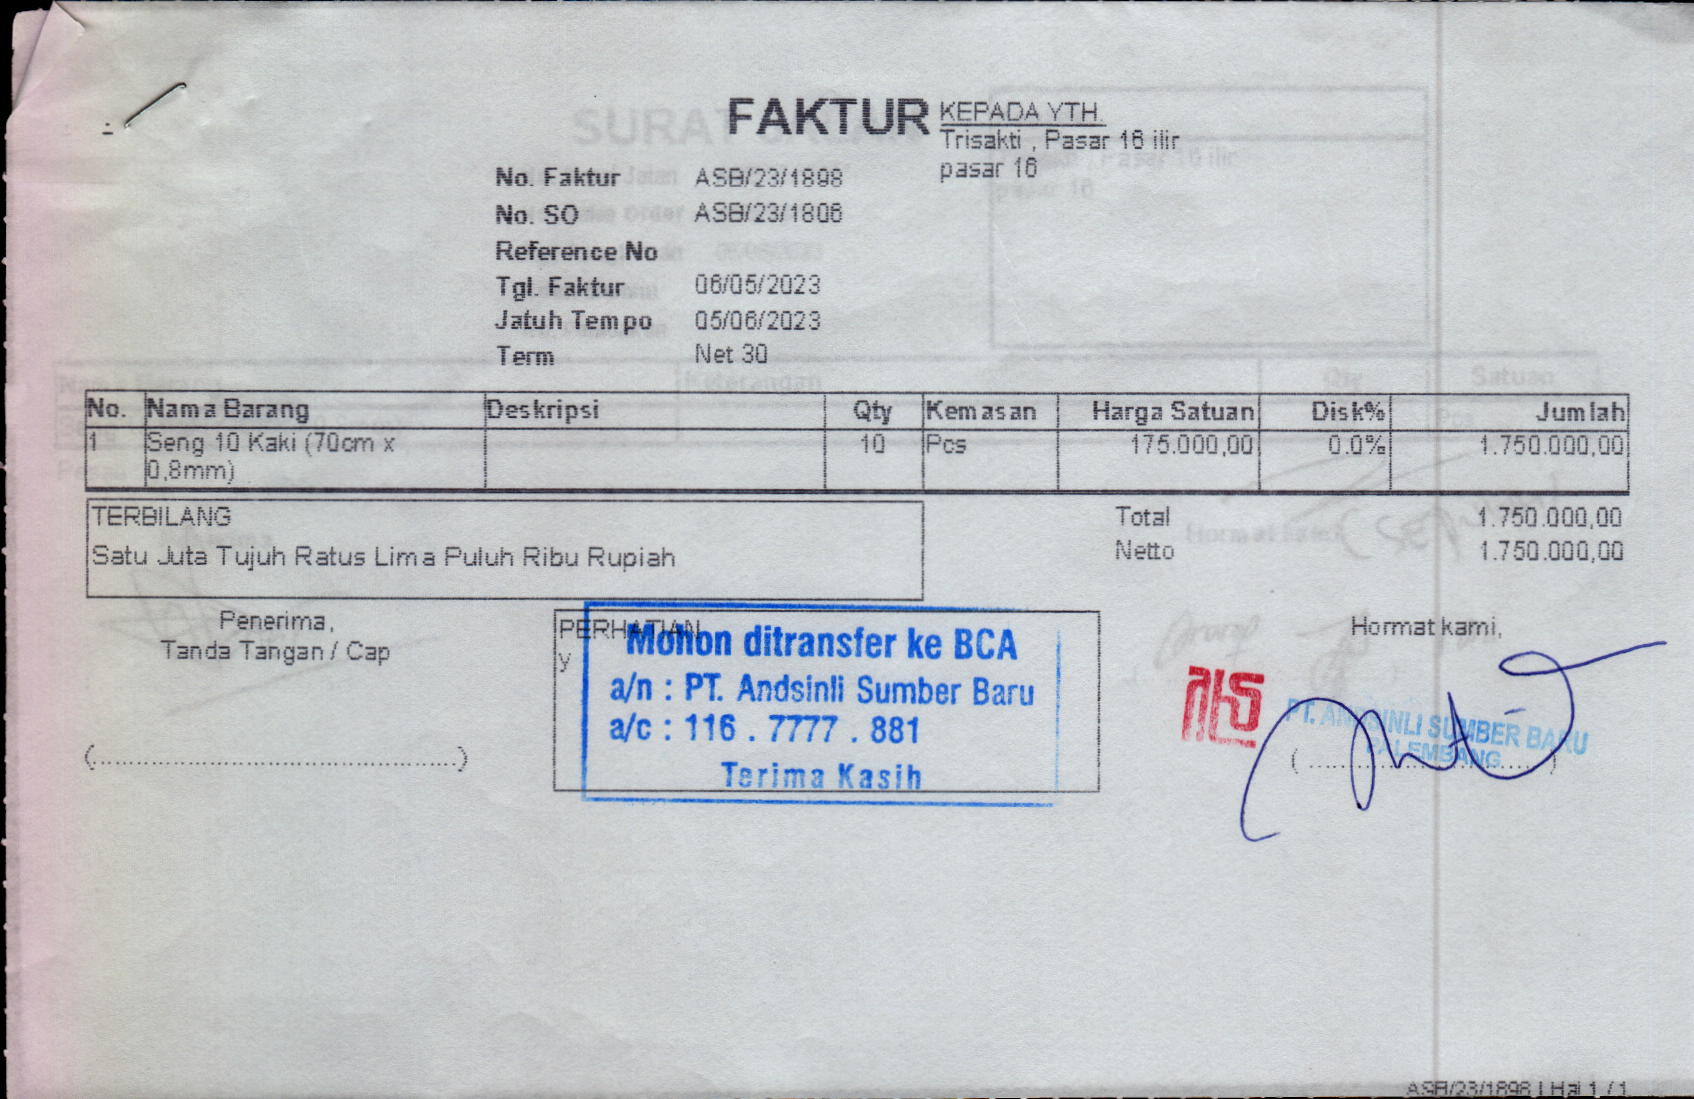 FAKTUR
KEPADA YTH.
Trisakti , Pasar 16 ilir
pasar 16
No. Faktur ASB/23/1898
No. SO ASB/23/1806
Reference No
Tgl. Faktur 06/05/2023
Jatuh Tempo 05/06/2023
Term Net 30
No. Nama Barang Deskripsi Qty Kemasan Harga Satuan Disk% Jumlah
1 Seng 10 Kaki (70cm x 10 Pcs 175.000,00 0.0% 1.750.000,00
0,8mm)
TERBILANG
Satu Juta Tujuh Ratus Lima Puluh Ribu Rupiah
Total 1.750.000,00
Netto 1.750.000,00
Penerima,
Tanda Tangan / Cap
(............................................)
PERHATIAN
y
Mohon ditransfer ke BCA
a/n : PT. Andsinli Sumber Baru
a/c : 116 . 7777 . 881
Terima Kasih
Hormat kami,
PT. ANDSINLI SUMBER BARU
PALEMBANG
(..............................)
ASB/23/1898 | Hal 1 / 1